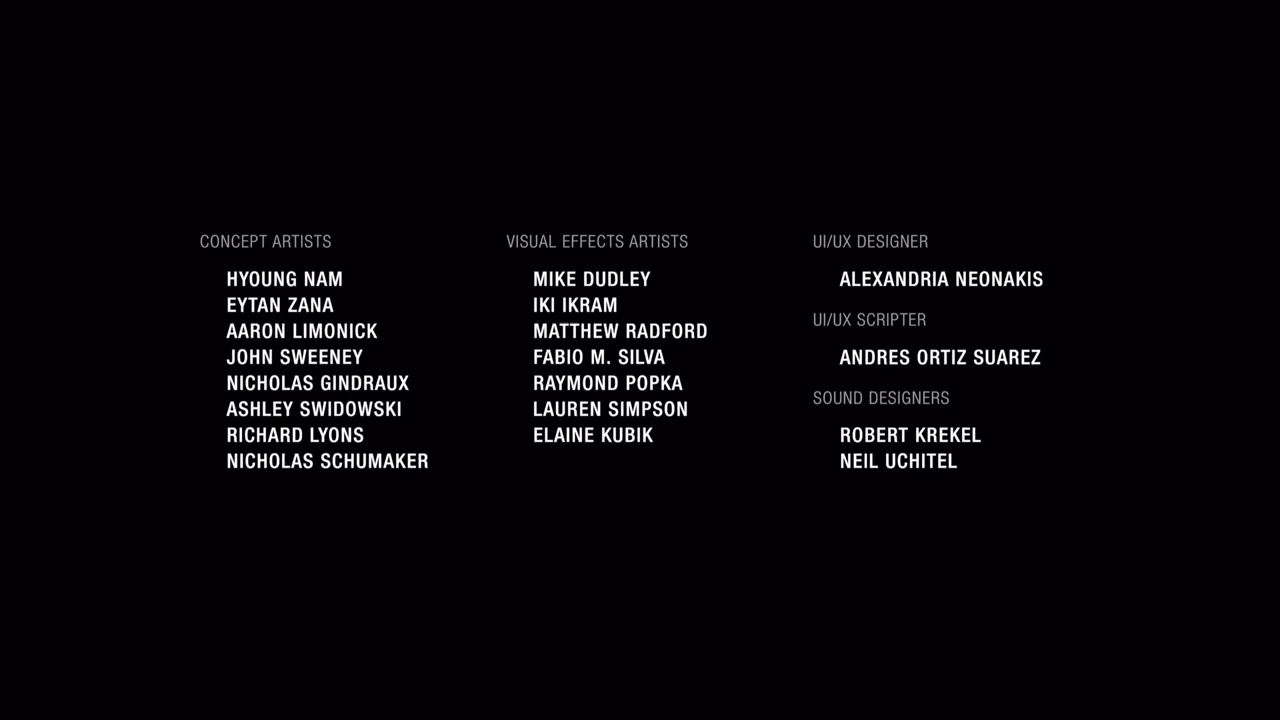 CONCEPT ARTISTS
HYOUNG NAM
EYTAN ZANA
AARON LIMONICK
JOHN SWEENEY
NICHOLAS GINDRAUX
ASHLEY SWIDOWSKI
RICHARD LYONS
NICHOLAS SCHUMAKER
VISUAL EFFECTS ARTISTS
MIKE DUDLEY
IKI IKRAM
MATTHEW RADFORD
FABIO M. SILVA
RAYMOND POPKA
LAUREN SIMPSON
ELAINE KUBIK
UI/UX DESIGNER
ALEXANDRIA NEONAKIS
UI/UX SCRIPTER
ANDRES ORTIZ SUAREZ
SOUND DESIGNERS
ROBERT KREKEL
NEIL UCHITEL